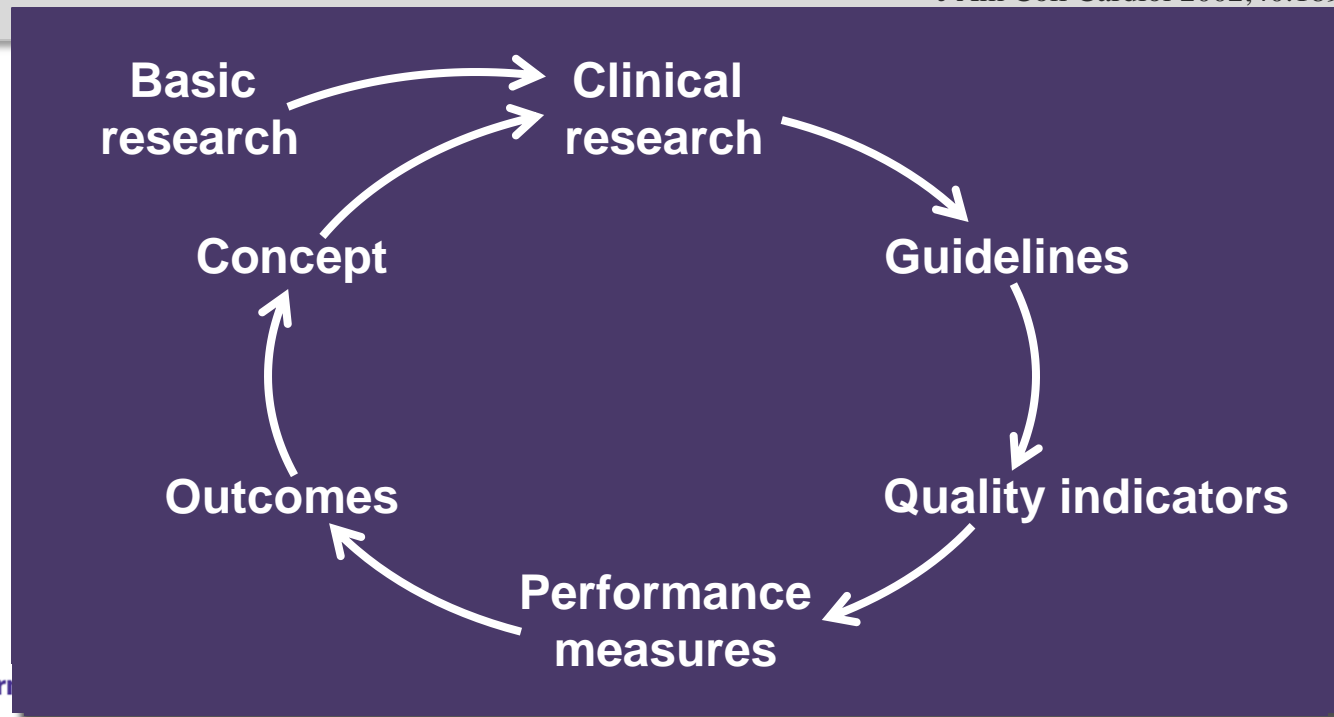 Basic
research
Clinical
research
Concept
Guidelines
Outcomes
Quality indicators
Performance
measures